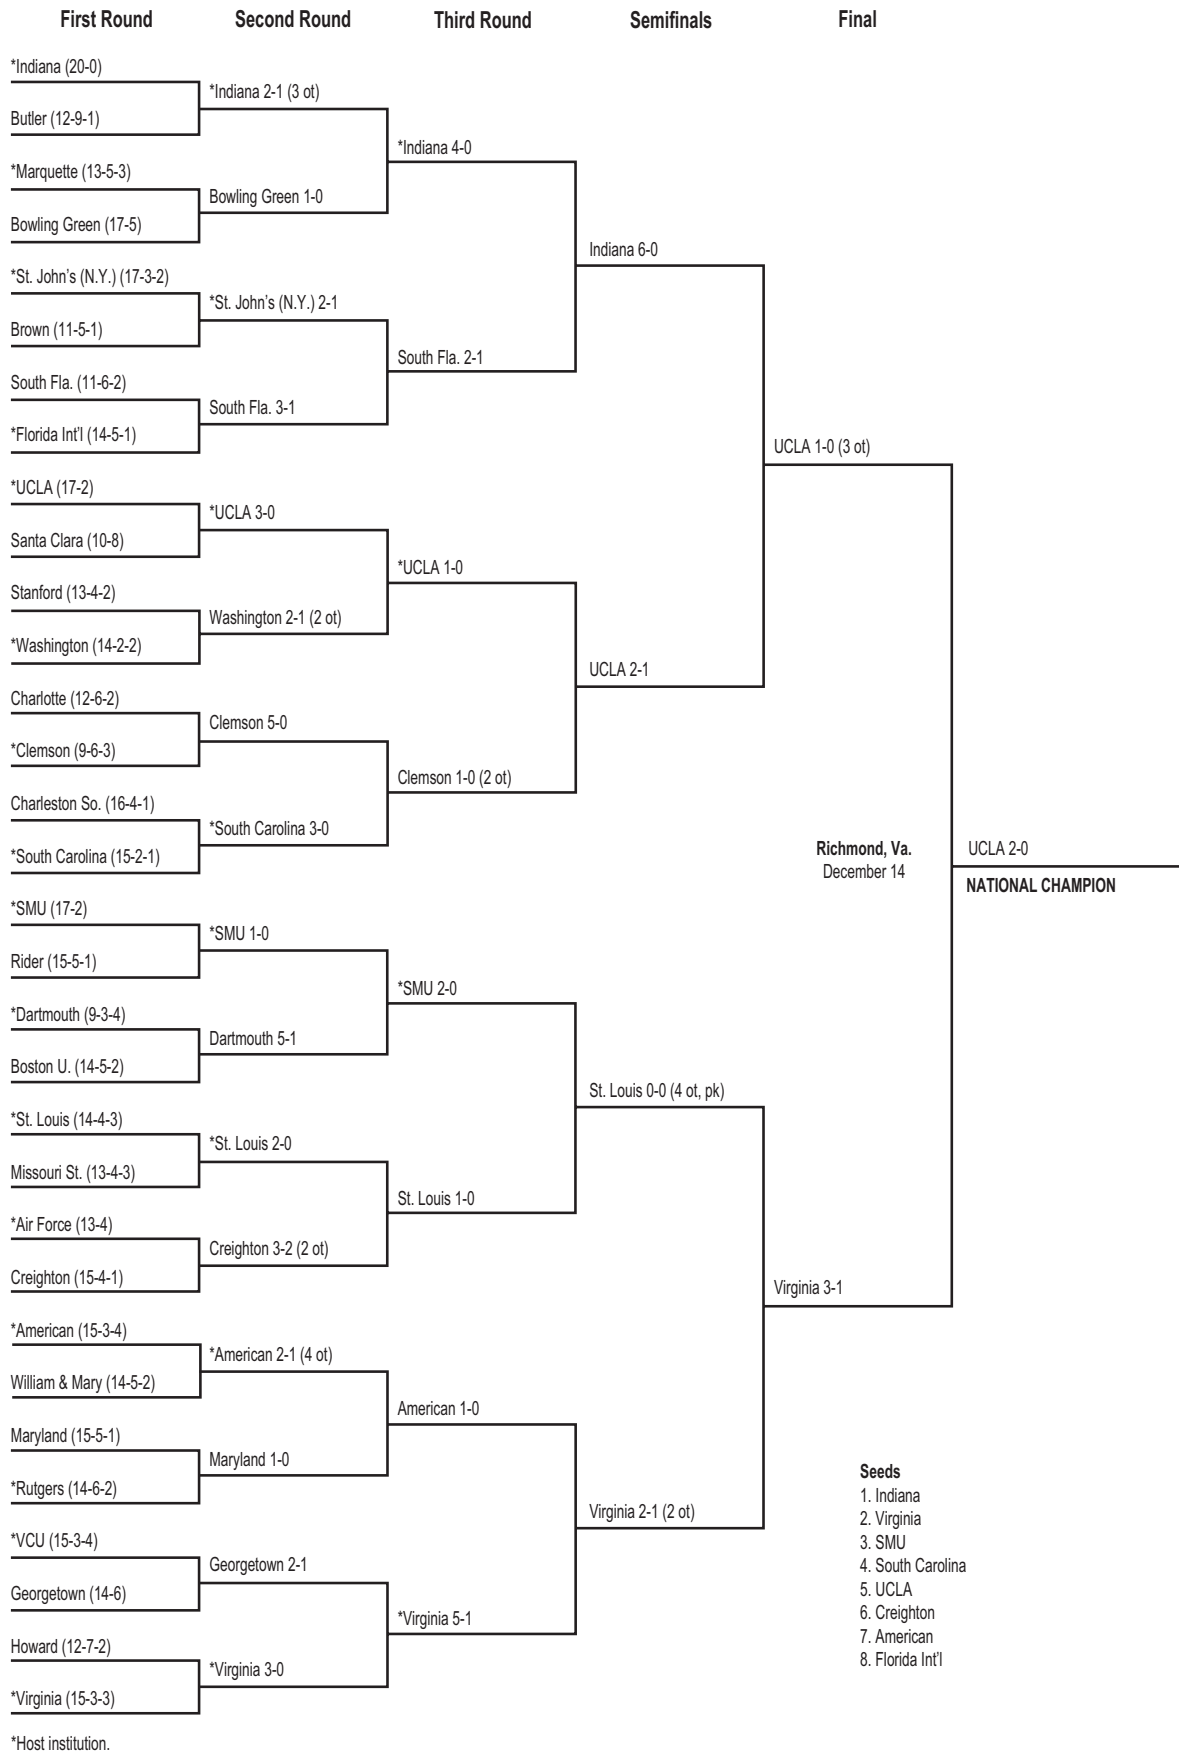 First Round
Second Round
Third Round
Semifinals
Final
*Indiana (20-0)
Butler (12-9-1)
*Marquette (13-5-3)
Bowling Green (17-5)
*St. John’s (N.Y.) (17-3-2)
Brown (11-5-1)
South Fla. (11-6-2)
*Florida Int’l (14-5-1)
*UCLA (17-2)
Santa Clara (10-8)
Stanford (13-4-2)
*Washington (14-2-2)
Charlotte (12-6-2)
*Clemson (9-6-3)
Charleston So. (16-4-1)
*South Carolina (15-2-1)
*SMU (17-2)
Rider (15-5-1)
*Dartmouth (9-3-4)
Boston U. (14-5-2)
*St. Louis (14-4-3)
Missouri St. (13-4-3)
*Air Force (13-4)
Creighton (15-4-1)
*American (15-3-4)
William & Mary (14-5-2)
Maryland (15-5-1)
*Rutgers (14-6-2)
*VCU (15-3-4)
Georgetown (14-6)
Howard (12-7-2)
*Virginia (15-3-3)
*Indiana 2-1 (3 ot)
Bowling Green 1-0
*St. John’s (N.Y.) 2-1
South Fla. 3-1
*UCLA 3-0
Washington 2-1 (2 ot)
Clemson 5-0
*South Carolina 3-0
*SMU 1-0
Dartmouth 5-1
*St. Louis 2-0
Creighton 3-2 (2 ot)
*American 2-1 (4 ot)
Maryland 1-0
Georgetown 2-1
*Virginia 3-0
*Indiana 4-0
South Fla. 2-1
*UCLA 1-0
Clemson 1-0 (2 ot)
*SMU 2-0
St. Louis 1-0
American 1-0
*Virginia 5-1
Indiana 6-0
UCLA 2-1
St. Louis 0-0 (4 ot, pk)
Virginia 2-1 (2 ot)
UCLA 1-0 (3 ot)
Virginia 3-1
Richmond, Va.
December 14
UCLA 2-0
NATIONAL CHAMPION
Seeds
1. Indiana
2. Virginia
3. SMU
4. South Carolina
5. UCLA
6. Creighton
7. American
8. Florida Int’l
*Host institution.